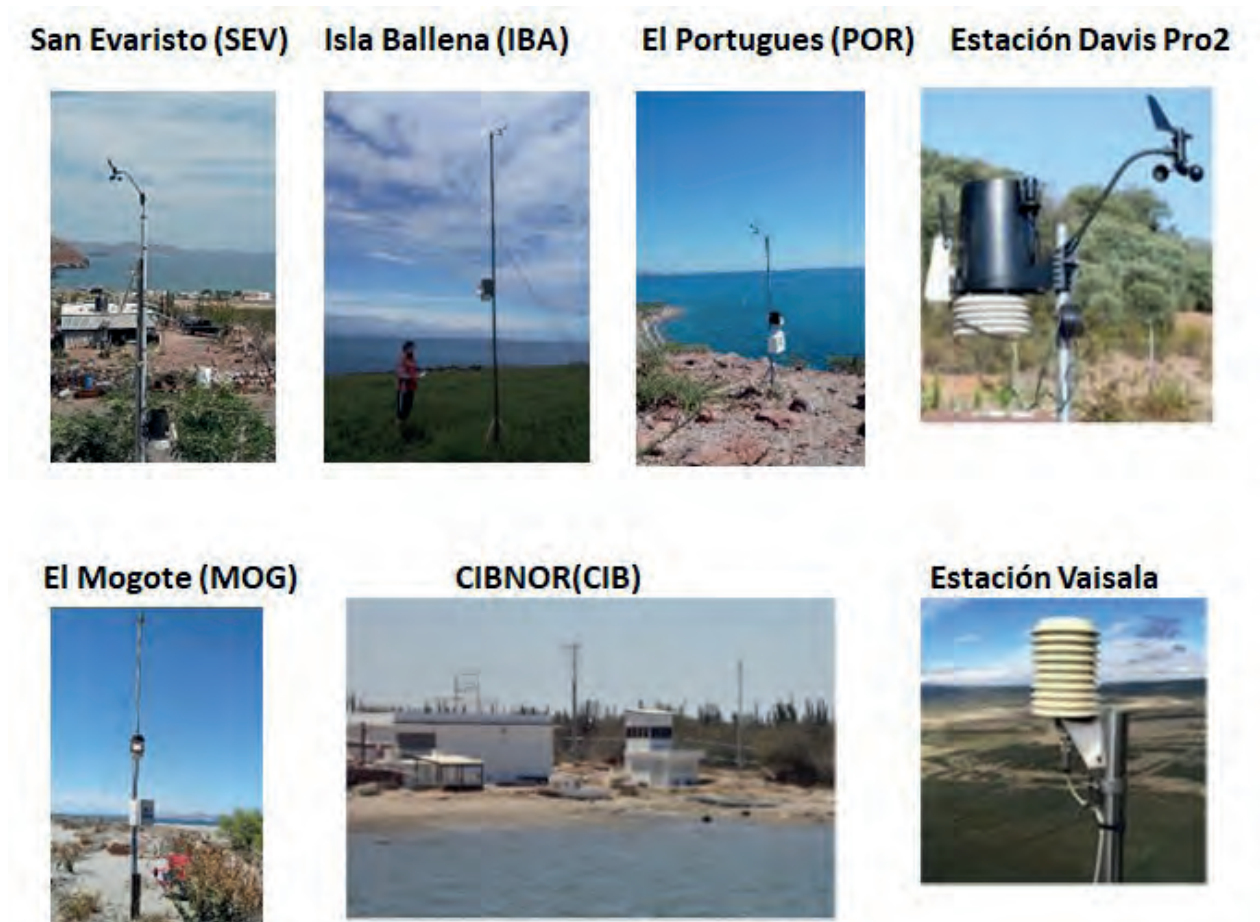 San Evaristo (SEV)
Isla Ballena (IBA)
El Portugues (POR)
Estación Davis Pro2
El Mogote (MOG)
CIBNOR(CIB)
Estación Vaisala